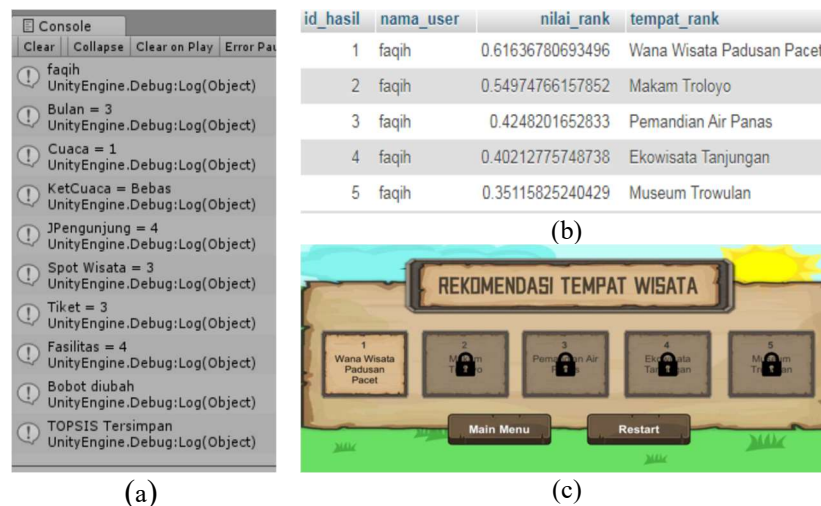 Console
Clear Collapse Clear on Play Error Pau
faqih
UnityEngine.Debug:Log(Object)
Bulan = 3
UnityEngine.Debug:Log(Object)
Cuaca = 1
UnityEngine.Debug:Log(Object)
KetCuaca = Bebas
UnityEngine.Debug:Log(Object)
JPengunjung = 4
UnityEngine.Debug:Log(Object)
Spot Wisata = 3
UnityEngine.Debug:Log(Object)
Tiket = 3
UnityEngine.Debug:Log(Object)
Fasilitas = 4
UnityEngine.Debug:Log(Object)
Bobot diubah
UnityEngine.Debug:Log(Object)
TOPSIS Tersimpan
UnityEngine.Debug:Log(Object)
(a)
id_hasil nama_user nilai_rank tempat_rank
1 faqih 0.61636780693496 Wana Wisata Padusan Pacet
2 faqih 0.54974766157852 Makam Troloyo
3 faqih 0.4248201652833 Pemandian Air Panas
4 faqih 0.40212775748738 Ekowisata Tanjungan
5 faqih 0.35115825240429 Museum Trowulan
(b)
REKOMENDASI TEMPAT WISATA
1
Wana Wisata
Padusan
Pacet
2
3
Air
4
5
Main Menu Restart
(c)